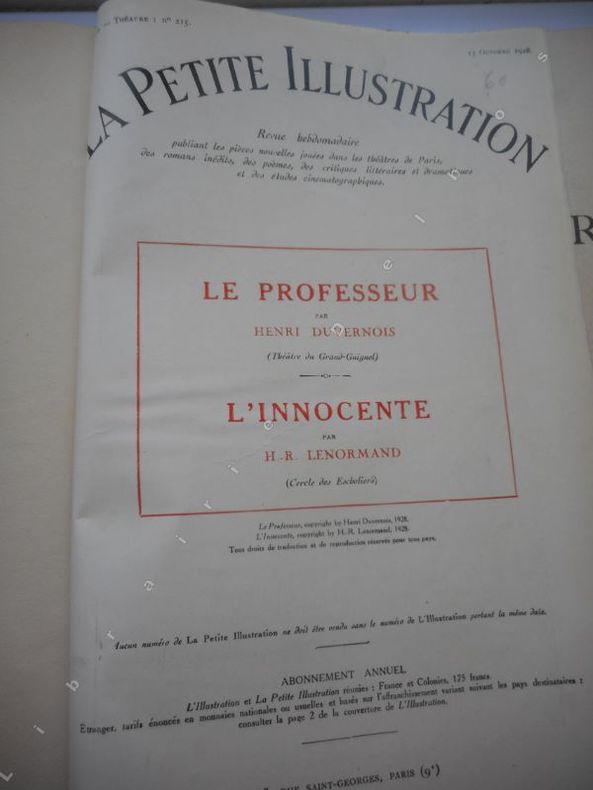 — Théâtre : nº 215.
13 Octobre 1928.
60
LA PETITE ILLUSTRATION
Revue hebdomadaire
publiant les pièces nouvelles jouées dans les théâtres de Paris,
des romans inédits, des poèmes, des critiques littéraires et dramatiques
et des études cinématographiques.
R
LE PROFESSEUR
PAR
HENRI DUVERNOIS
(Théâtre du Grand-Guignol)
L'INNOCENTE
PAR
H.-R. LENORMAND
(Cercle des Escholiers)
Le Professeur, copyright by Henri Duvernois, 1928.
L'Innocente, copyright by H.-R. Lenormand, 1928.
Tous droits de traduction et de reproduction réservés pour tous pays.
Aucun numéro de La Petite Illustration ne doit être vendu sans le numéro de L'Illustration portant la même date.
ABONNEMENT ANNUEL
L'Illustration et La Petite Illustration réunies : France et Colonies, 175 francs.
Étranger, tarifs énoncés en monnaies nationales ou usuelles et basés sur l'affranchissement variant suivant les pays destinataires :
consulter la page 2 de la couverture de L'Illustration.
RUE SAINT-GEORGES, PARIS (9e)